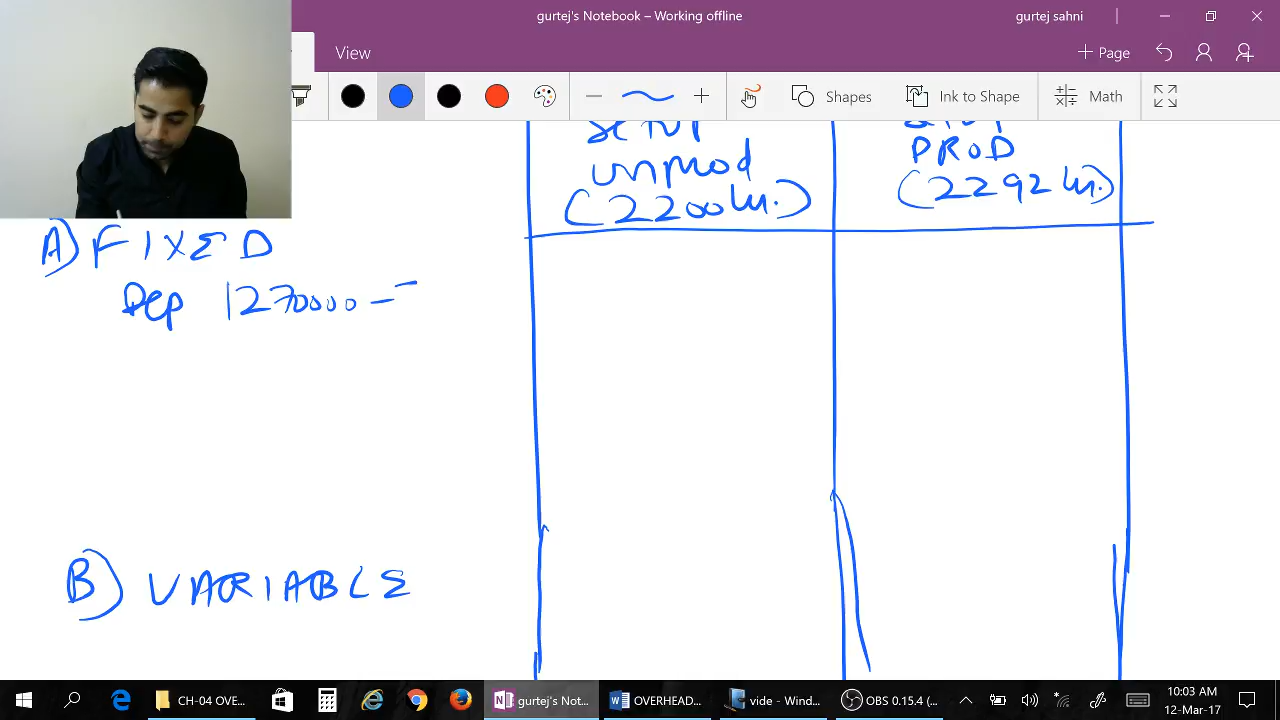 gurtej's Notebook – Working offline
gurtej sahni
View
Page
Shapes
Ink to Shape
Math
SETUP
PROD
unprod
(2292 hr.)
(2200 hr.)
A) FIXED
Dep 1270000 –
B) VARIABLE
CH-04 OVE...
gurtej's Not...
OVERHEAD...
vide - Wind...
OBS 0.15.4 (...
10:03 AM
12-Mar-17